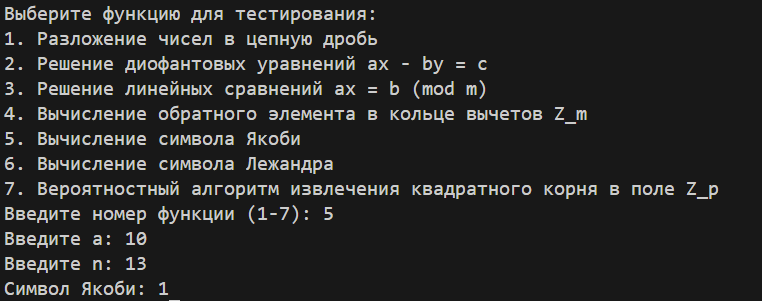 Выберите функцию для тестирования:
1. Разложение чисел в цепную дробь
2. Решение диофантовых уравнений ax - by = c
3. Решение линейных сравнений ax = b (mod m)
4. Вычисление обратного элемента в кольце вычетов Z_m
5. Вычисление символа Якоби
6. Вычисление символа Лежандра
7. Вероятностный алгоритм извлечения квадратного корня в поле Z_p
Введите номер функции (1-7): 5
Введите a: 10
Введите n: 13
Символ Якоби: 1